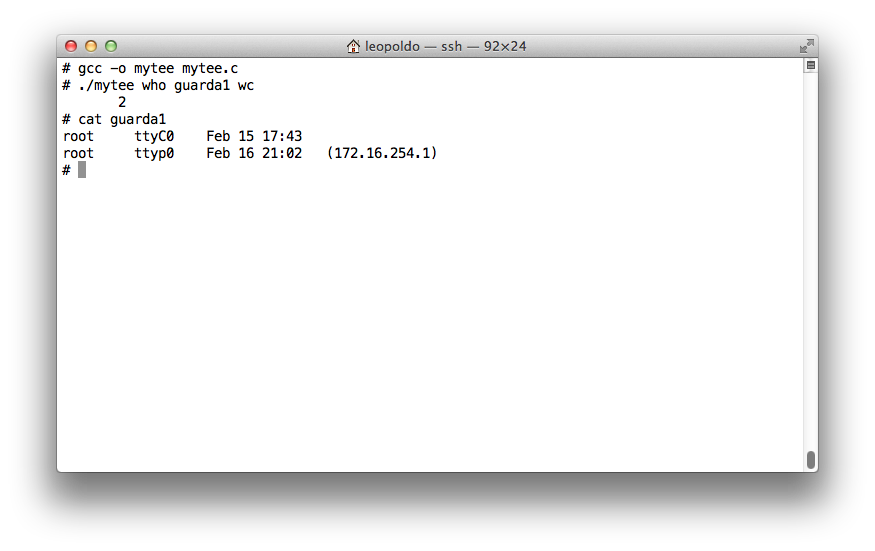 leopoldo — ssh — 92×24
# gcc -o mytee mytee.c
# ./mytee who guarda1 wc
       2
# cat guarda1
root     ttyC0    Feb 15 17:43
root     ttyp0    Feb 16 21:02   (172.16.254.1)
#